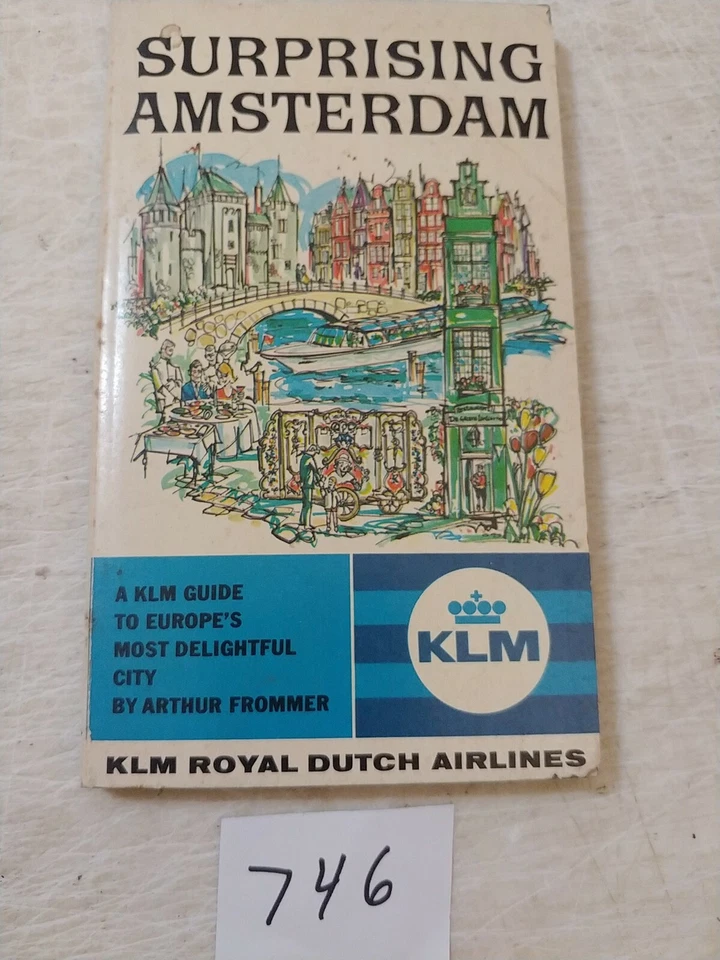 SURPRISING
AMSTERDAM
A KLM GUIDE
TO EUROPE'S
MOST DELIGHTFUL
CITY
BY ARTHUR FROMMER
KLM
KLM ROYAL DUTCH AIRLINES
746